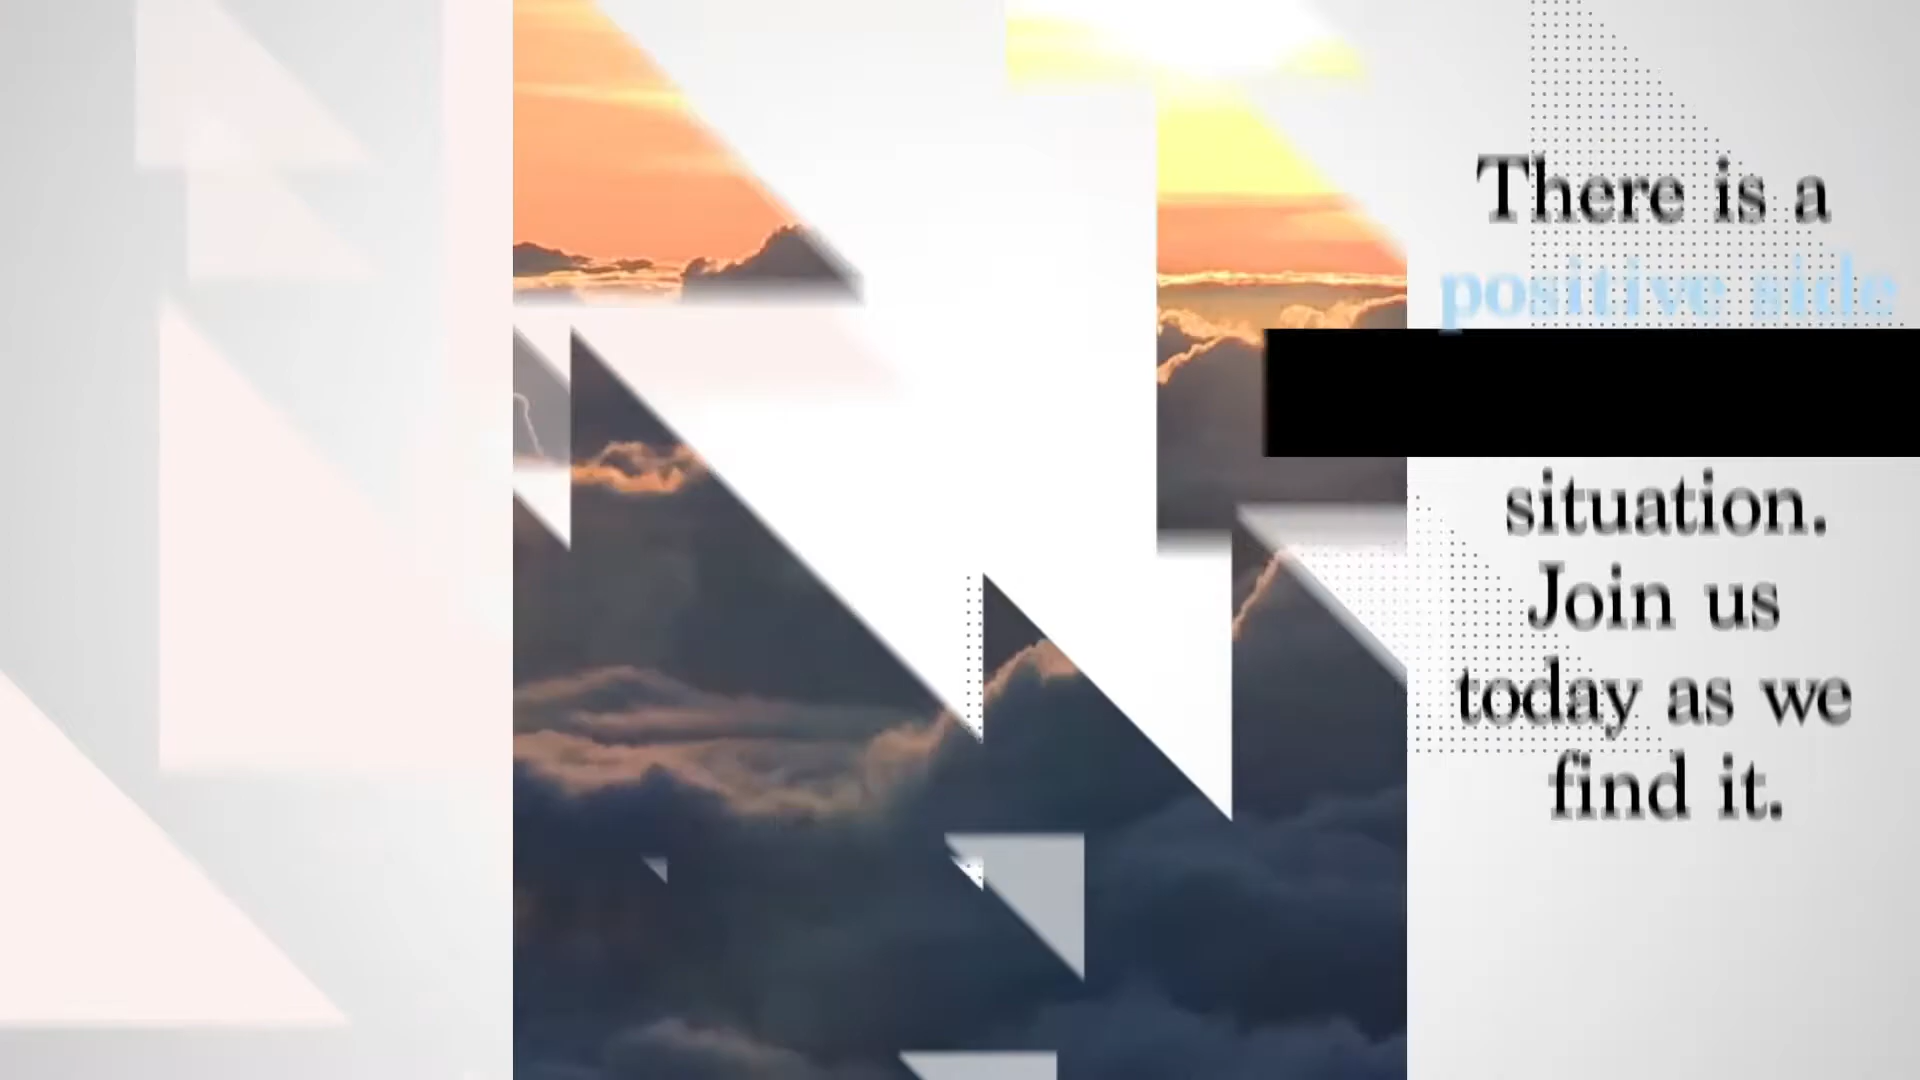 There is a
positive side
situation.
Join us
today as we
find it.